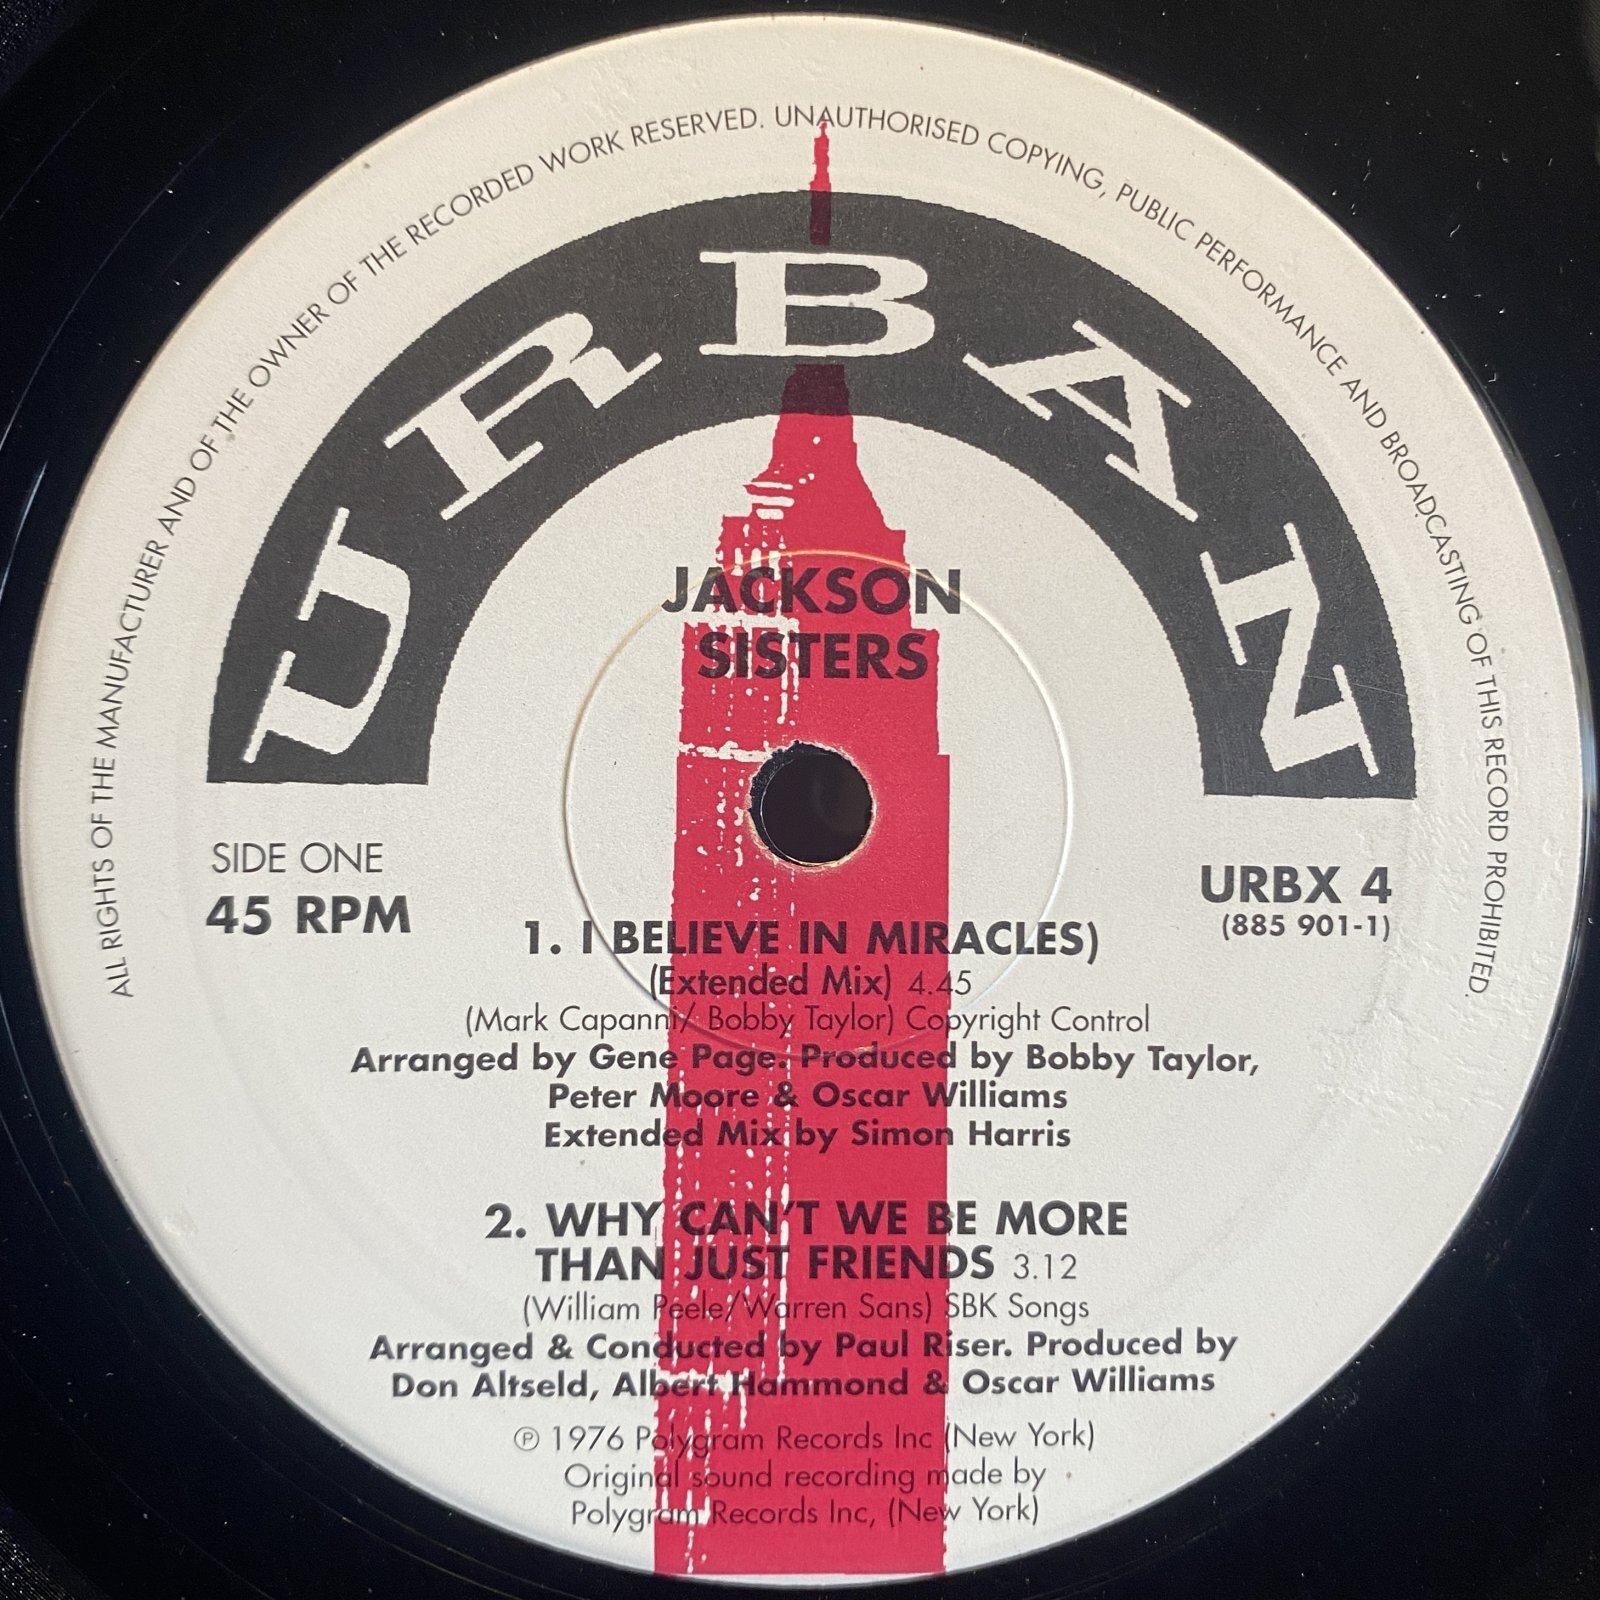 ALL RIGHTS OF THE MANUFACTURER AND OF THE OWNER OF THE RECORDED WORK RESERVED. UNAUTHORISED COPYING, PUBLIC PERFORMANCE AND BROADCASTING OF THIS RECORD PROHIBITED.
URBAN
JACKSON
SISTERS
SIDE ONE
45 RPM
URBX 4
(885 901-1)
1. I BELIEVE IN MIRACLES)
(Extended Mix) 4.45
(Mark Capanni/ Bobby Taylor) Copyright Control
Arranged by Gene Page. Produced by Bobby Taylor,
Peter Moore & Oscar Williams
Extended Mix by Simon Harris
2. WHY CAN'T WE BE MORE
THAN JUST FRIENDS 3.12
(William Peele/Warren Sans) SBK Songs
Arranged & Conducted by Paul Riser. Produced by
Don Altseld, Albert Hammond & Oscar Williams
℗ 1976 Polygram Records Inc (New York)
Original sound recording made by
Polygram Records Inc, (New York)